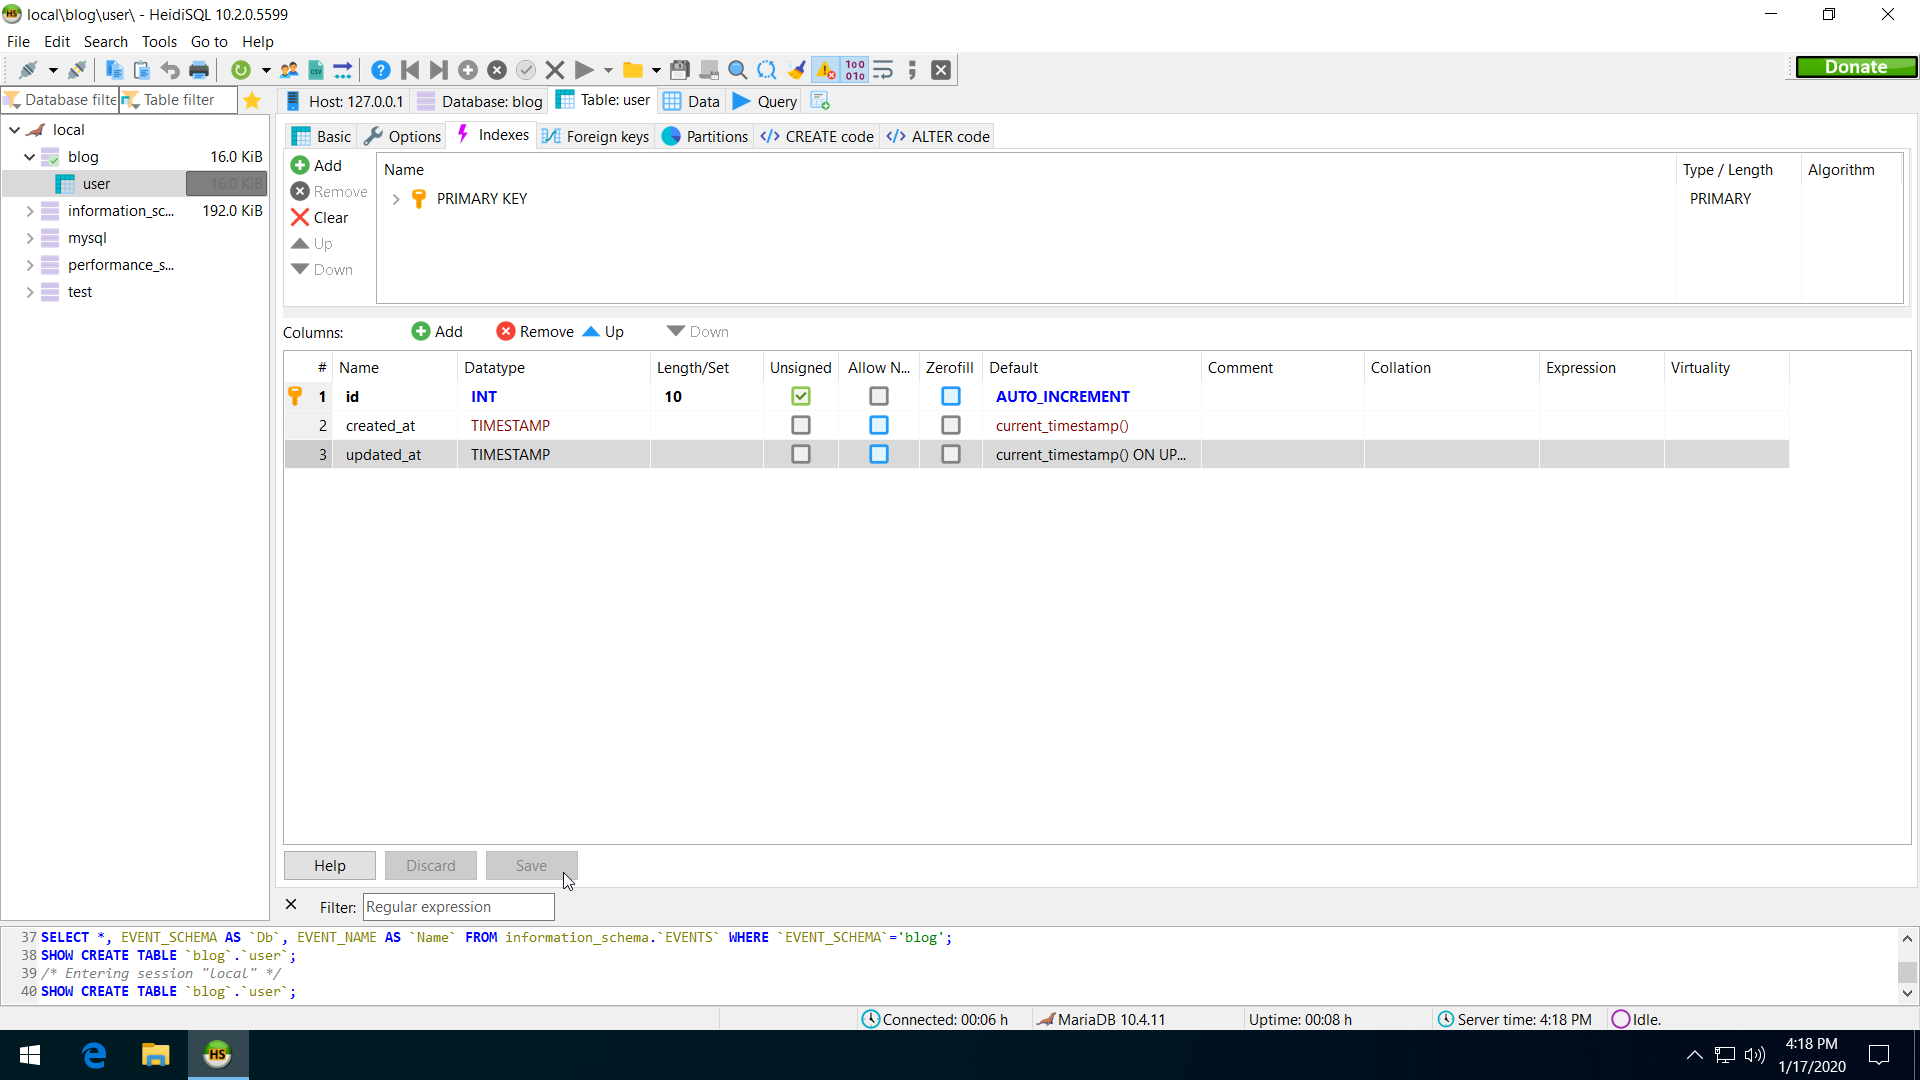 local\blog\user\ - HeidiSQL 10.2.0.5599
File Edit Search Tools Go to Help
Donate
Database filte Table filter
Host: 127.0.0.1 Database: blog Table: user Data Query
local
blog 16.0 KiB
user 16.0 KiB
information_sc... 192.0 KiB
mysql
performance_s...
test
Basic Options Indexes Foreign keys Partitions CREATE code ALTER code
Add
Remove
Clear
Up
Down
Name Type / Length Algorithm
PRIMARY KEY PRIMARY
Columns: Add Remove Up Down
# Name Datatype Length/Set Unsigned Allow N... Zerofill Default Comment Collation Expression Virtuality
1 id INT 10 AUTO_INCREMENT
2 created_at TIMESTAMP current_timestamp()
3 updated_at TIMESTAMP current_timestamp() ON UP...
Help Discard Save
Filter: Regular expression
37 SELECT *, EVENT_SCHEMA AS `Db`, EVENT_NAME AS `Name` FROM information_schema.`EVENTS` WHERE `EVENT_SCHEMA`='blog';
38 SHOW CREATE TABLE `blog`.`user`;
39 /* Entering session "local" */
40 SHOW CREATE TABLE `blog`.`user`;
Connected: 00:06 h MariaDB 10.4.11 Uptime: 00:08 h Server time: 4:18 PM Idle.
HS
4:18 PM
1/17/2020